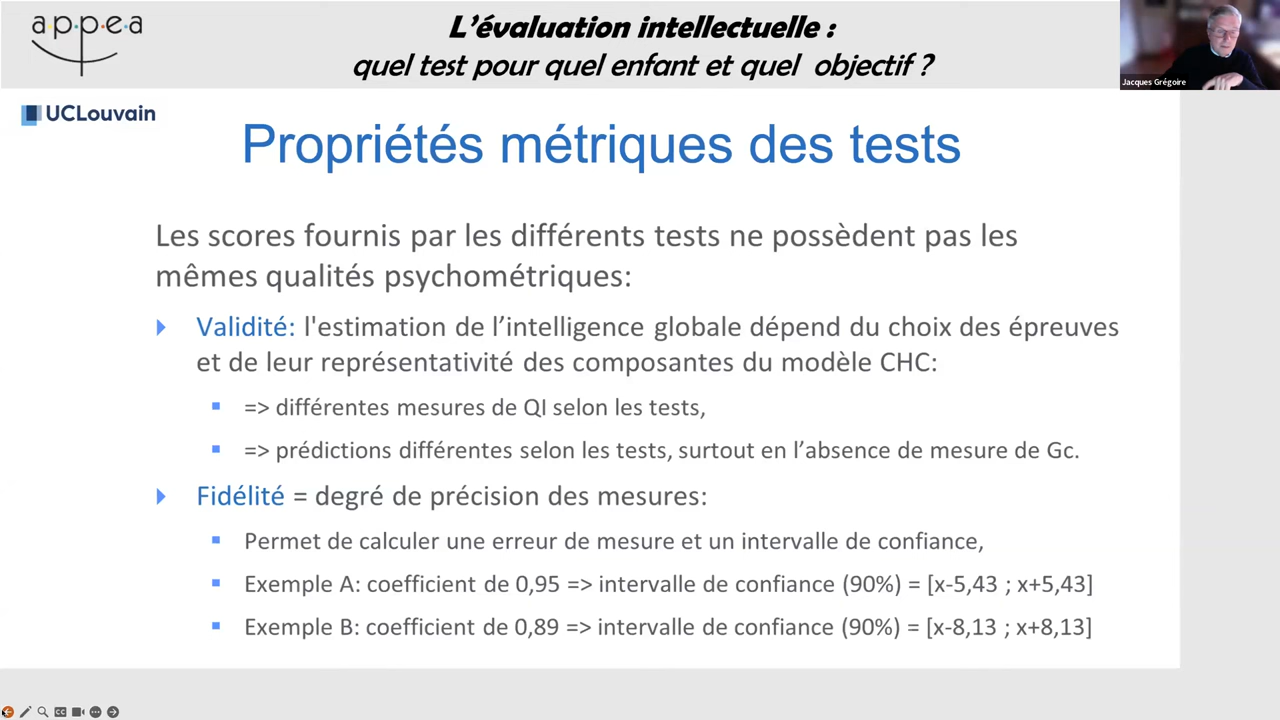 a·p·p·e·a
L'évaluation intellectuelle :
quel test pour quel enfant et quel objectif ?
Jacques Grégoire
UCLouvain
Propriétés métriques des tests
Les scores fournis par les différents tests ne possèdent pas les
mêmes qualités psychométriques:
Validité: l'estimation de l’intelligence globale dépend du choix des épreuves
et de leur représentativité des composantes du modèle CHC:
=> différentes mesures de QI selon les tests,
=> prédictions différentes selon les tests, surtout en l’absence de mesure de Gc.
Fidélité = degré de précision des mesures:
Permet de calculer une erreur de mesure et un intervalle de confiance,
Exemple A: coefficient de 0,95 => intervalle de confiance (90%) = [x-5,43 ; x+5,43]
Exemple B: coefficient de 0,89 => intervalle de confiance (90%) = [x-8,13 ; x+8,13]